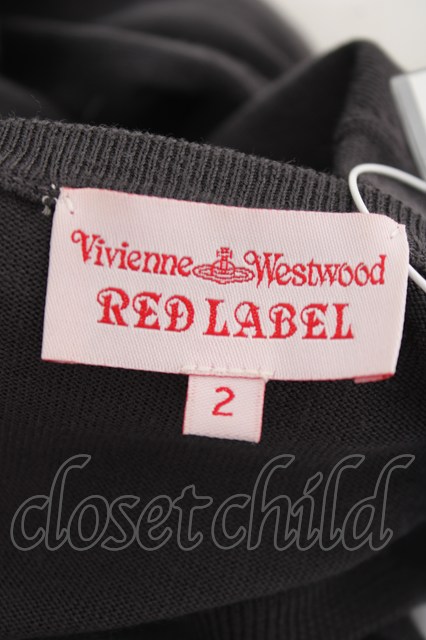 Vivienne Westwood
RED LABEL
2
closet child